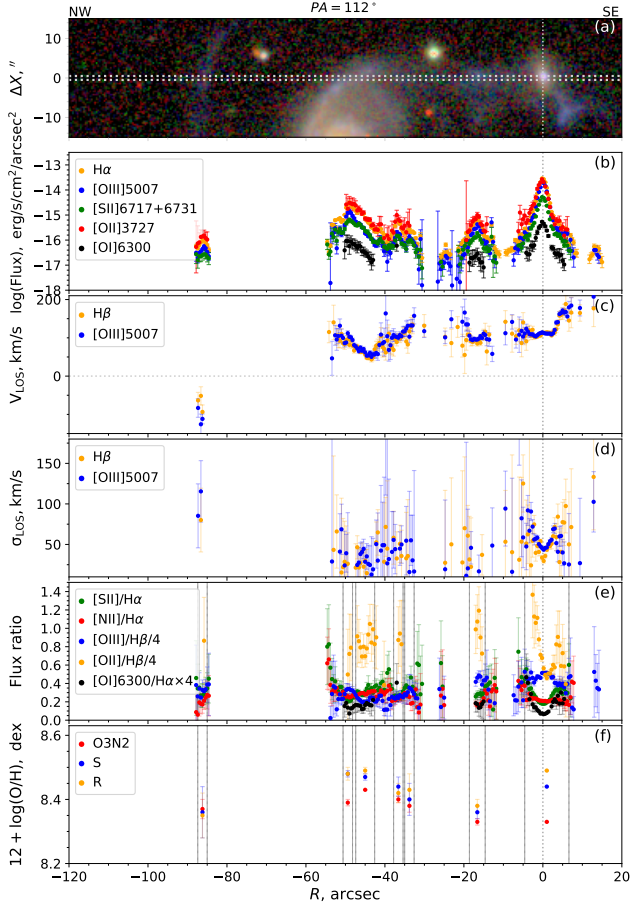 NW PA = 112° SE
(a)
10
0
−10
ΔX, ″
(b)
Hα
[OIII]5007
[SII]6717+6731
[OII]3727
[OI]6300
−13
−14
−15
−16
−17
−18
log(Flux), erg/s/cm²/arcsec²
(c)
Hβ
[OIII]5007
200
0
V_LOS, km/s
(d)
Hβ
[OIII]5007
150
100
50
σ_LOS, km/s
(e)
[SII]/Hα
[NII]/Hα
[OIII]/Hβ/4
[OII]/Hβ/4
[OI]6300/Hα×4
1.4
1.2
1.0
0.8
0.6
0.4
0.2
0.0
Flux ratio
(f)
O3N2
S
R
8.6
8.4
8.2
12 + log(O/H), dex
−120 −100 −80 −60 −40 −20 0 20
R, arcsec